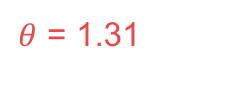 θ = 1.31